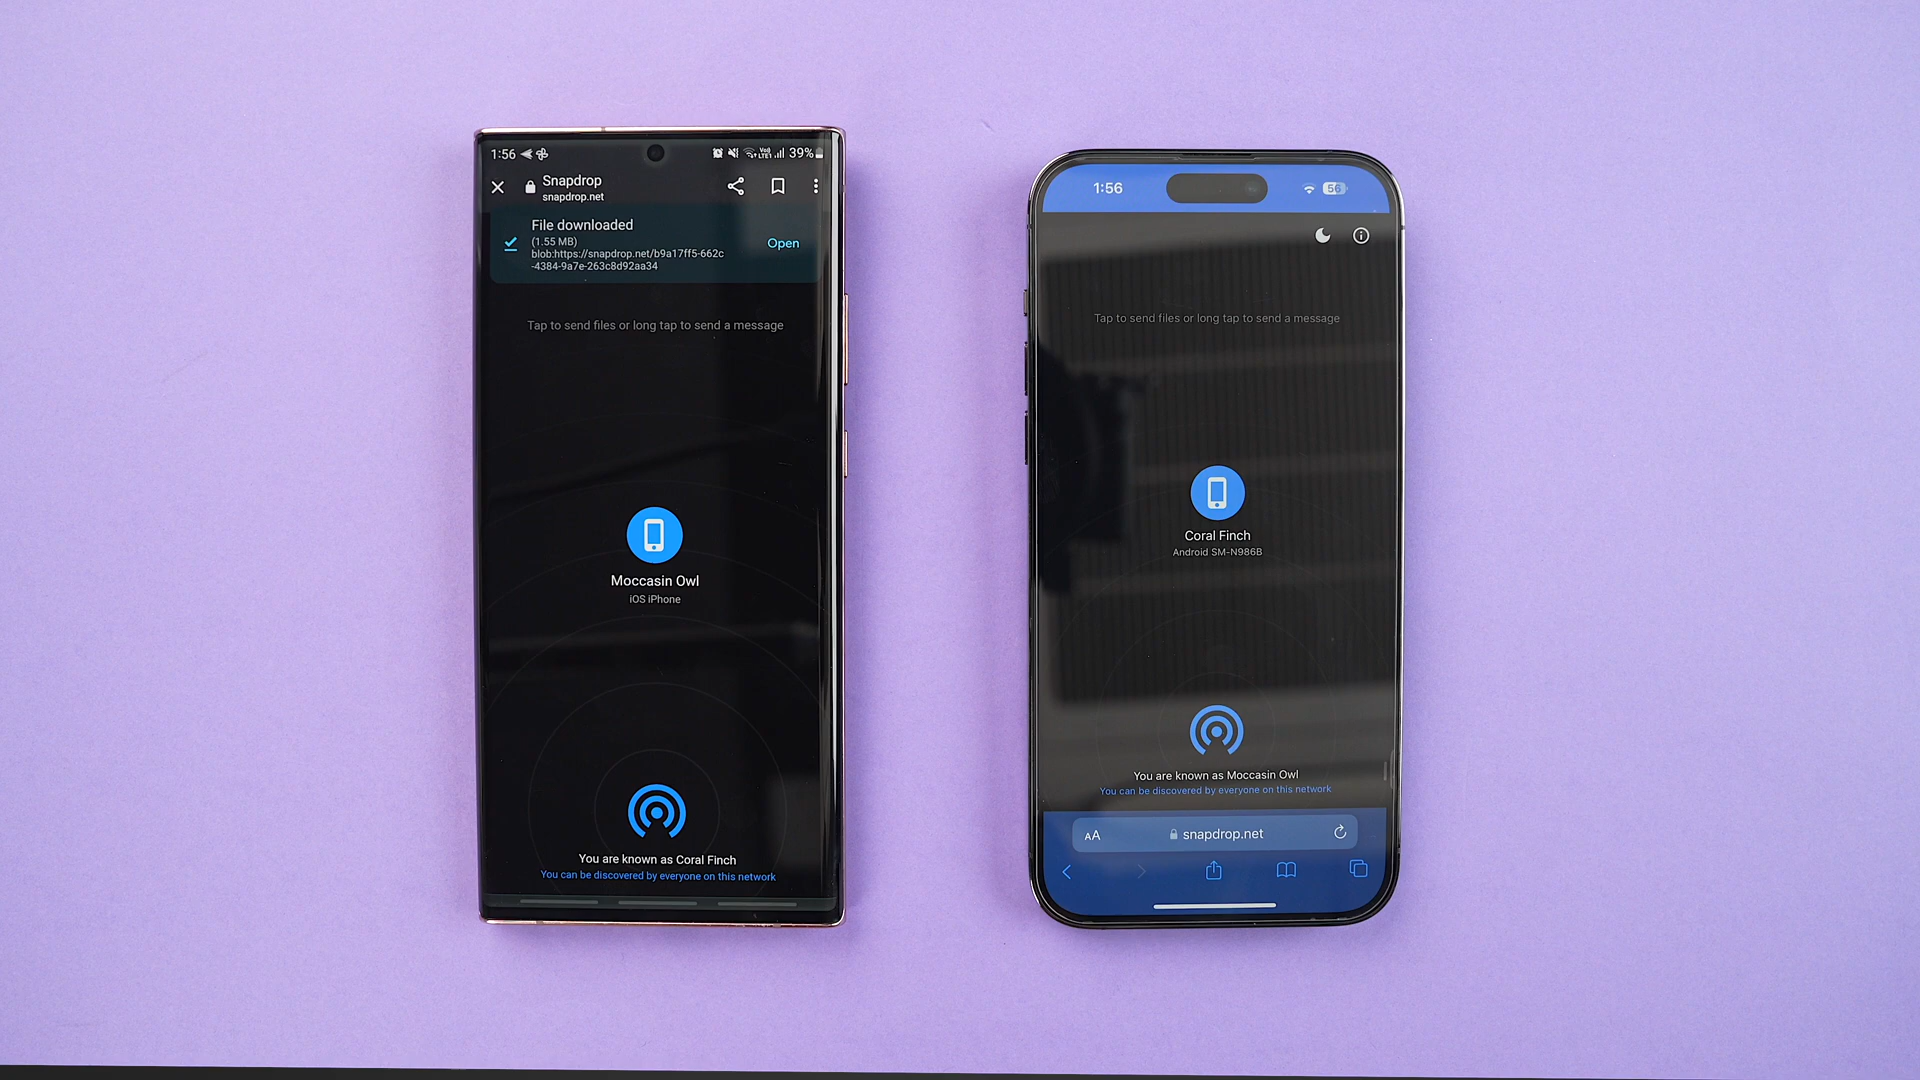 1:56
VoD
LTE1
39%
Snapdrop
snapdrop.net
File downloaded
(1.55 MB)
blob:https://snapdrop.net/b9a17ff5-662c
-4384-9a7e-263c8d92aa34
Open
Tap to send files or long tap to send a message
Moccasin Owl
iOS iPhone
You are known as Coral Finch
You can be discovered by everyone on this network
1:56
56
Tap to send files or long tap to send a message
Coral Finch
Android SM-N986B
You are known as Moccasin Owl
You can be discovered by everyone on this network
AA
snapdrop.net